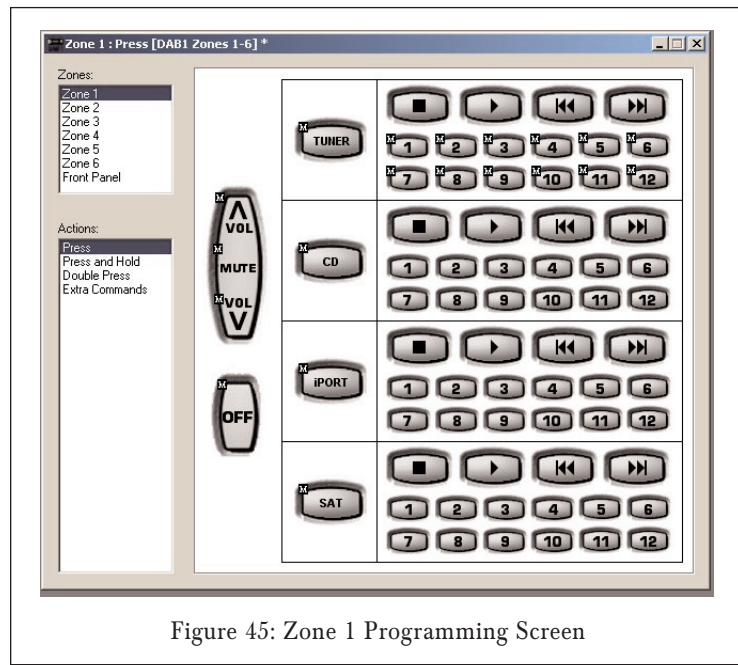 Zone 1 : Press [DAB1 Zones 1-6] *
Zones:
Zone 1
Zone 2
Zone 3
Zone 4
Zone 5
Zone 6
Front Panel
Actions:
Press
Press and Hold
Double Press
Extra Commands
M
VOL
M
MUTE
M
VOL
M
OFF
M
TUNER
M 1 M 2 M 3 M 4 M 5 M 6
M 7 M 8 M 9 M 10 M 11 M 12
M
CD
1 2 3 4 5 6
7 8 9 10 11 12
M
iPORT
1 2 3 4 5 6
7 8 9 10 11 12
M
SAT
1 2 3 4 5 6
7 8 9 10 11 12
Figure 45: Zone 1 Programming Screen